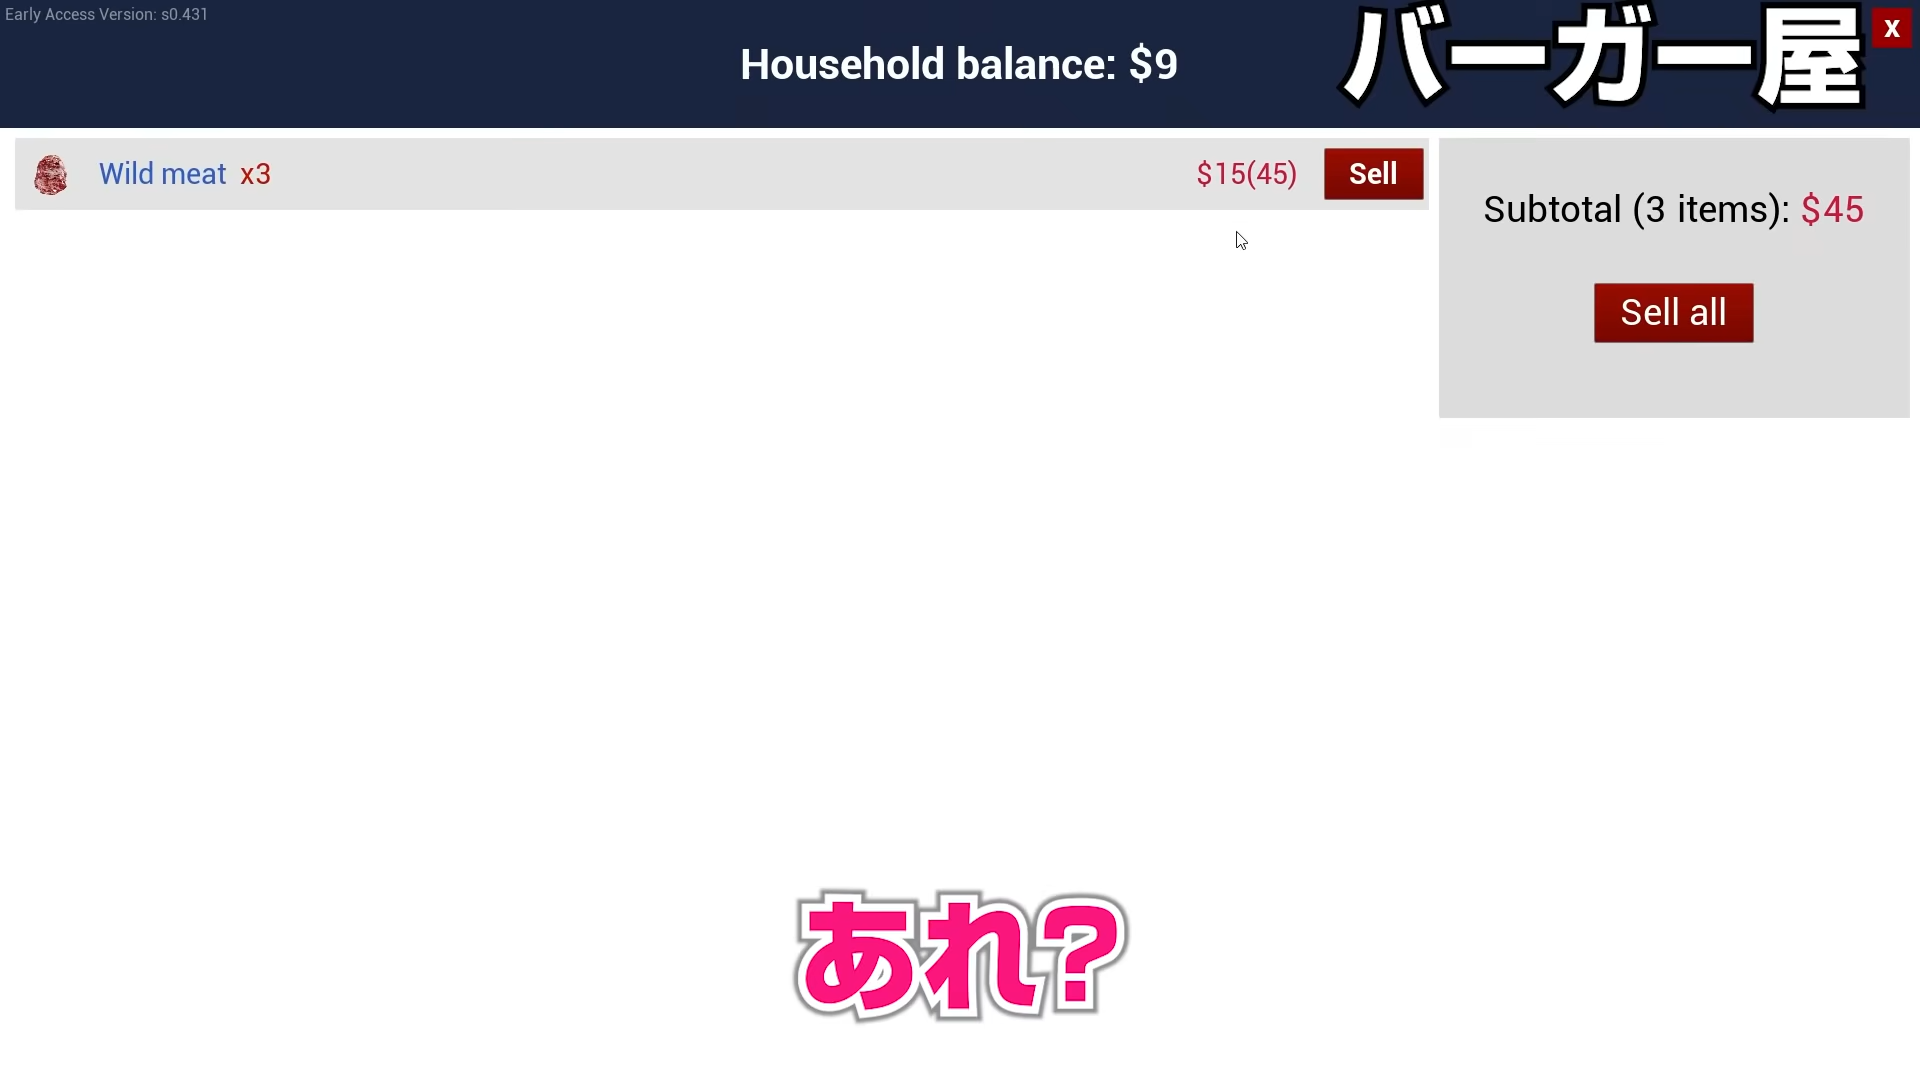 Early Access Version: s0.431
Household balance: $9
バーガー屋
X
Wild meat x3
$15(45)
Sell
Subtotal (3 items): $45
Sell all
あれ?